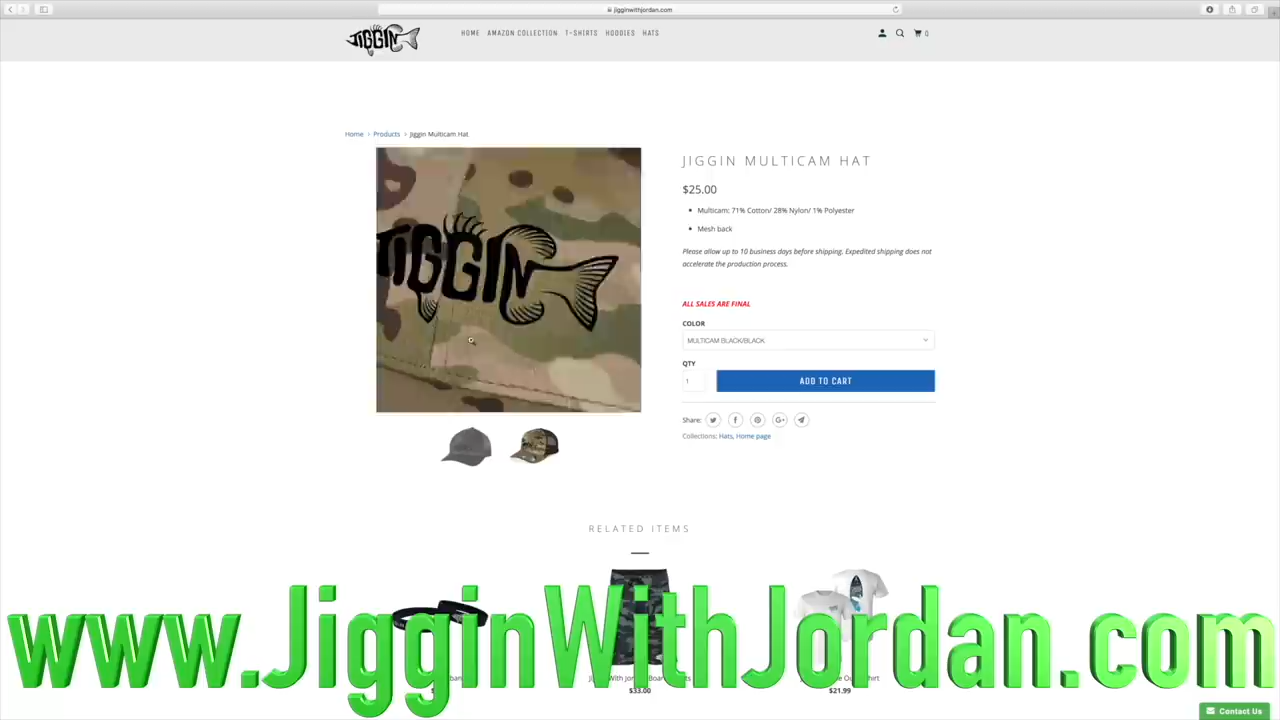 jigginwithjordan.com
JIGGIN
HOME AMAZON COLLECTION T-SHIRTS HOODIES HATS
0
Home › Products › Jiggin Multicam Hat
JIGGIN
JIGGIN MULTICAM HAT
$25.00
Multicam: 71% Cotton/ 28% Nylon/ 1% Polyester
Mesh back
Please allow up to 10 business days before shipping. Expedited shipping does not
accelerate the production process.
ALL SALES ARE FINAL
COLOR
MULTICAM BLACK/BLACK
QTY
1
ADD TO CART
Share:
Collections: Hats, Home page
RELATED ITEMS
www.JigginWithJordan.com
$33.00
$21.99
Contact Us